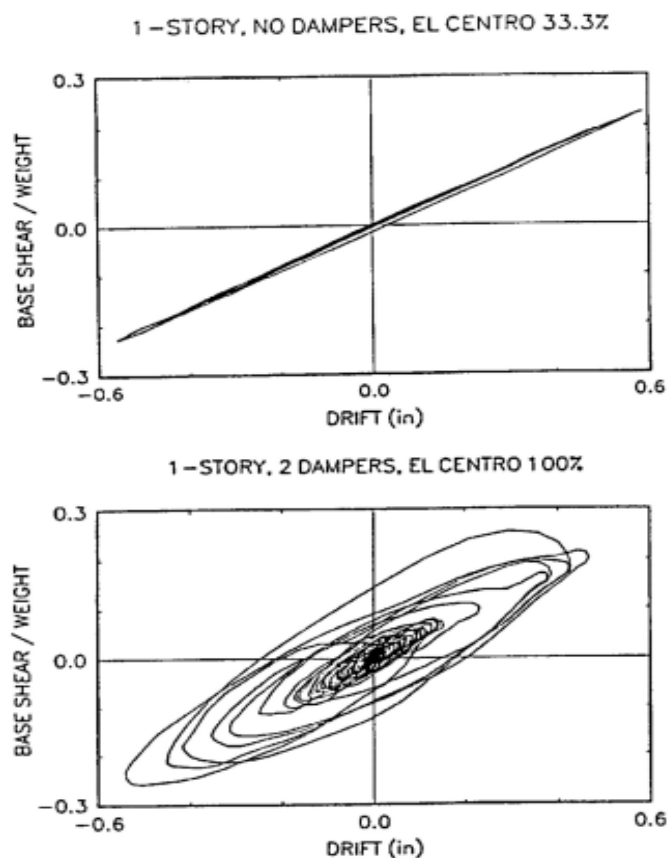 1-STORY, NO DAMPERS, EL CENTRO 33.3%
0.3
BASE SHEAR / WEIGHT
0.0
-0.3
-0.6 0.0 0.6
DRIFT (in)
1-STORY, 2 DAMPERS, EL CENTRO 100%
0.3
BASE SHEAR / WEIGHT
0.0
-0.3
-0.6 0.0 0.6
DRIFT (in)